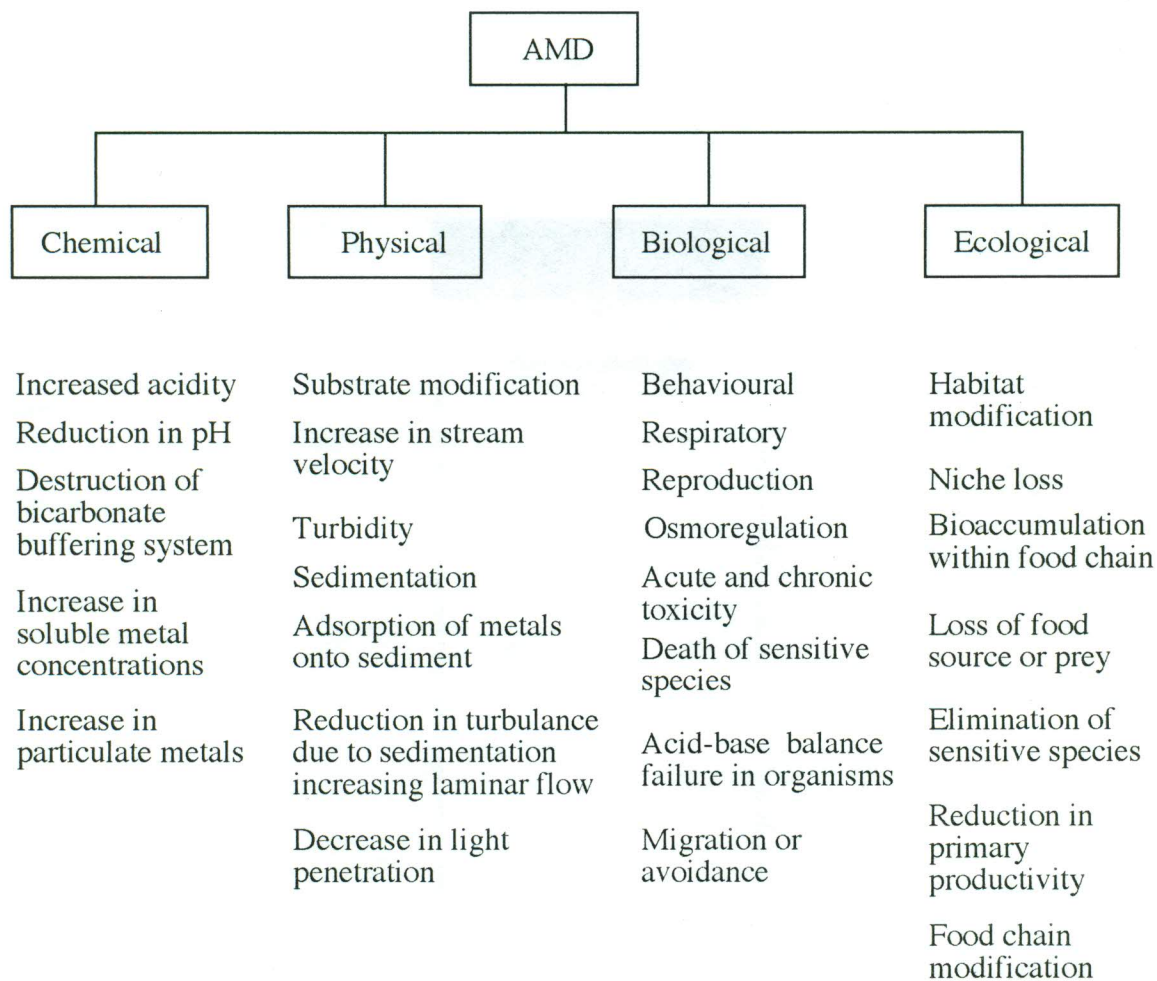 AMD
Chemical
Physical
Biological
Ecological
Increased acidity
Reduction in pH
Destruction of
bicarbonate
buffering system
Increase in
soluble metal
concentrations
Increase in
particulate metals
Substrate modification
Increase in stream
velocity
Turbidity
Sedimentation
Adsorption of metals
onto sediment
Reduction in turbulance
due to sedimentation
increasing laminar flow
Decrease in light
penetration
Behavioural
Respiratory
Reproduction
Osmoregulation
Acute and chronic
toxicity
Death of sensitive
species
Acid-base balance
failure in organisms
Migration or
avoidance
Habitat
modification
Niche loss
Bioaccumulation
within food chain
Loss of food
source or prey
Elimination of
sensitive species
Reduction in
primary
productivity
Food chain
modification